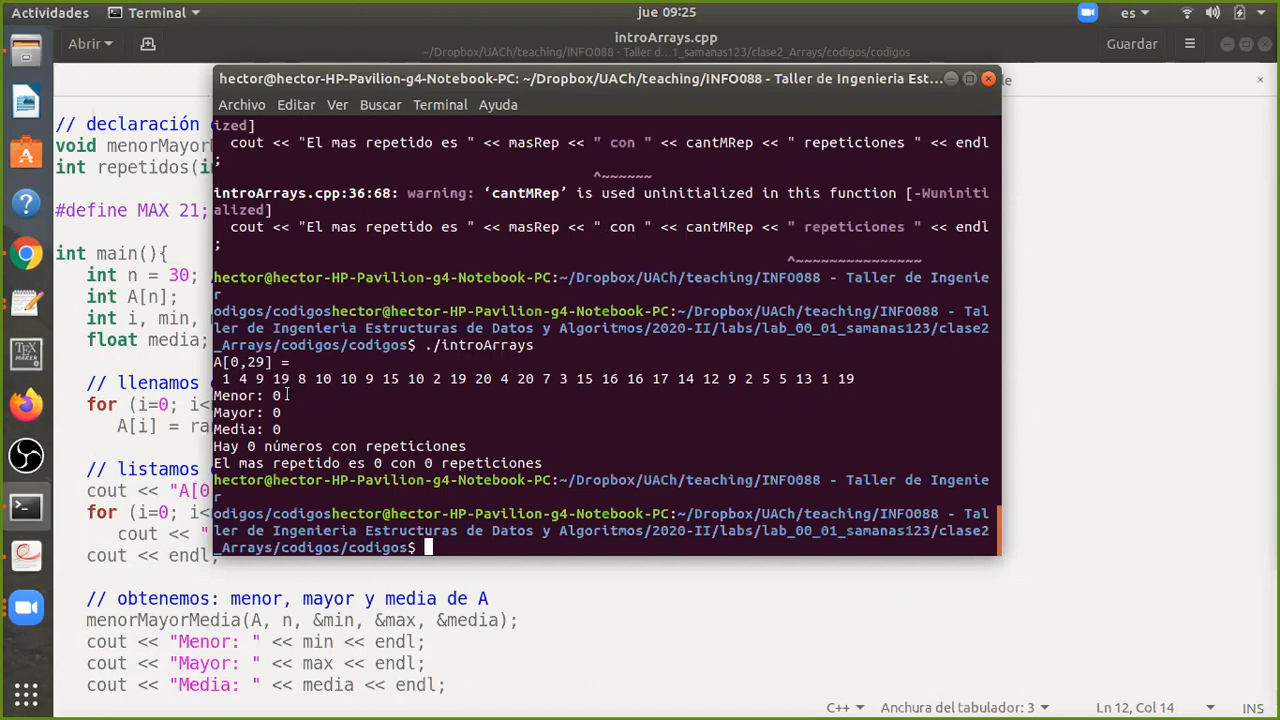 Actividades
Terminal
jue 09:25
es
Abrir
introArrays.cpp
~/Dropbox/UACh/teaching/INFO088 - Taller d…1_samanas123/clase2_Arrays/codigos/codigos
Guardar
hector@hector-HP-Pavilion-g4-Notebook-PC: ~/Dropbox/UACh/teaching/INFO088 - Taller de Ingenieria Est…
Archivo Editar Ver Buscar Terminal Ayuda
ized]
cout << "El mas repetido es " << masRep << " con " << cantMRep << " repeticiones " << endl
;
^~~~~~~
introArrays.cpp:36:68: warning: ‘cantMRep’ is used uninitialized in this function [-Wuniniti
alized]
cout << "El mas repetido es " << masRep << " con " << cantMRep << " repeticiones " << endl
;
^~~~~~~~~~~~~~~~
hector@hector-HP-Pavilion-g4-Notebook-PC:~/Dropbox/UACh/teaching/INFO088 - Taller de Ingenie
r
odigos/codigoshector@hector-HP-Pavilion-g4-Notebook-PC:~/Dropbox/UACh/teaching/INFO088 - Tal
ler de Ingenieria Estructuras de Datos y Algoritmos/2020-II/labs/lab_00_01_samanas123/clase2
_Arrays/codigos/codigos$ ./introArrays
A[0,29] =
1 4 9 19 8 10 10 9 15 10 2 19 20 4 20 7 3 15 16 16 17 14 12 9 2 5 5 13 1 19
Menor: 0
Mayor: 0
Media: 0
Hay 0 números con repeticiones
El mas repetido es 0 con 0 repeticiones
hector@hector-HP-Pavilion-g4-Notebook-PC:~/Dropbox/UACh/teaching/INFO088 - Taller de Ingenie
r
odigos/codigoshector@hector-HP-Pavilion-g4-Notebook-PC:~/Dropbox/UACh/teaching/INFO088 - Tal
ler de Ingenieria Estructuras de Datos y Algoritmos/2020-II/labs/lab_00_01_samanas123/clase2
_Arrays/codigos/codigos$
// declaración
void menorMayorM
int repetidos(i
#define MAX 21;
int main(){
int n = 30;
int A[n];
int i, min,
float media;
// llenamos
for (i=0; i<
A[i] = ra
// listamos
cout << "A[0
for (i=0; i<
cout << "
cout << endl;
// obtenemos: menor, mayor y media de A
menorMayorMedia(A, n, &min, &max, &media);
cout << "Menor: " << min << endl;
cout << "Mayor: " << max << endl;
cout << "Media: " << media << endl;
C++
Anchura del tabulador: 3
Ln 12, Col 14
INS